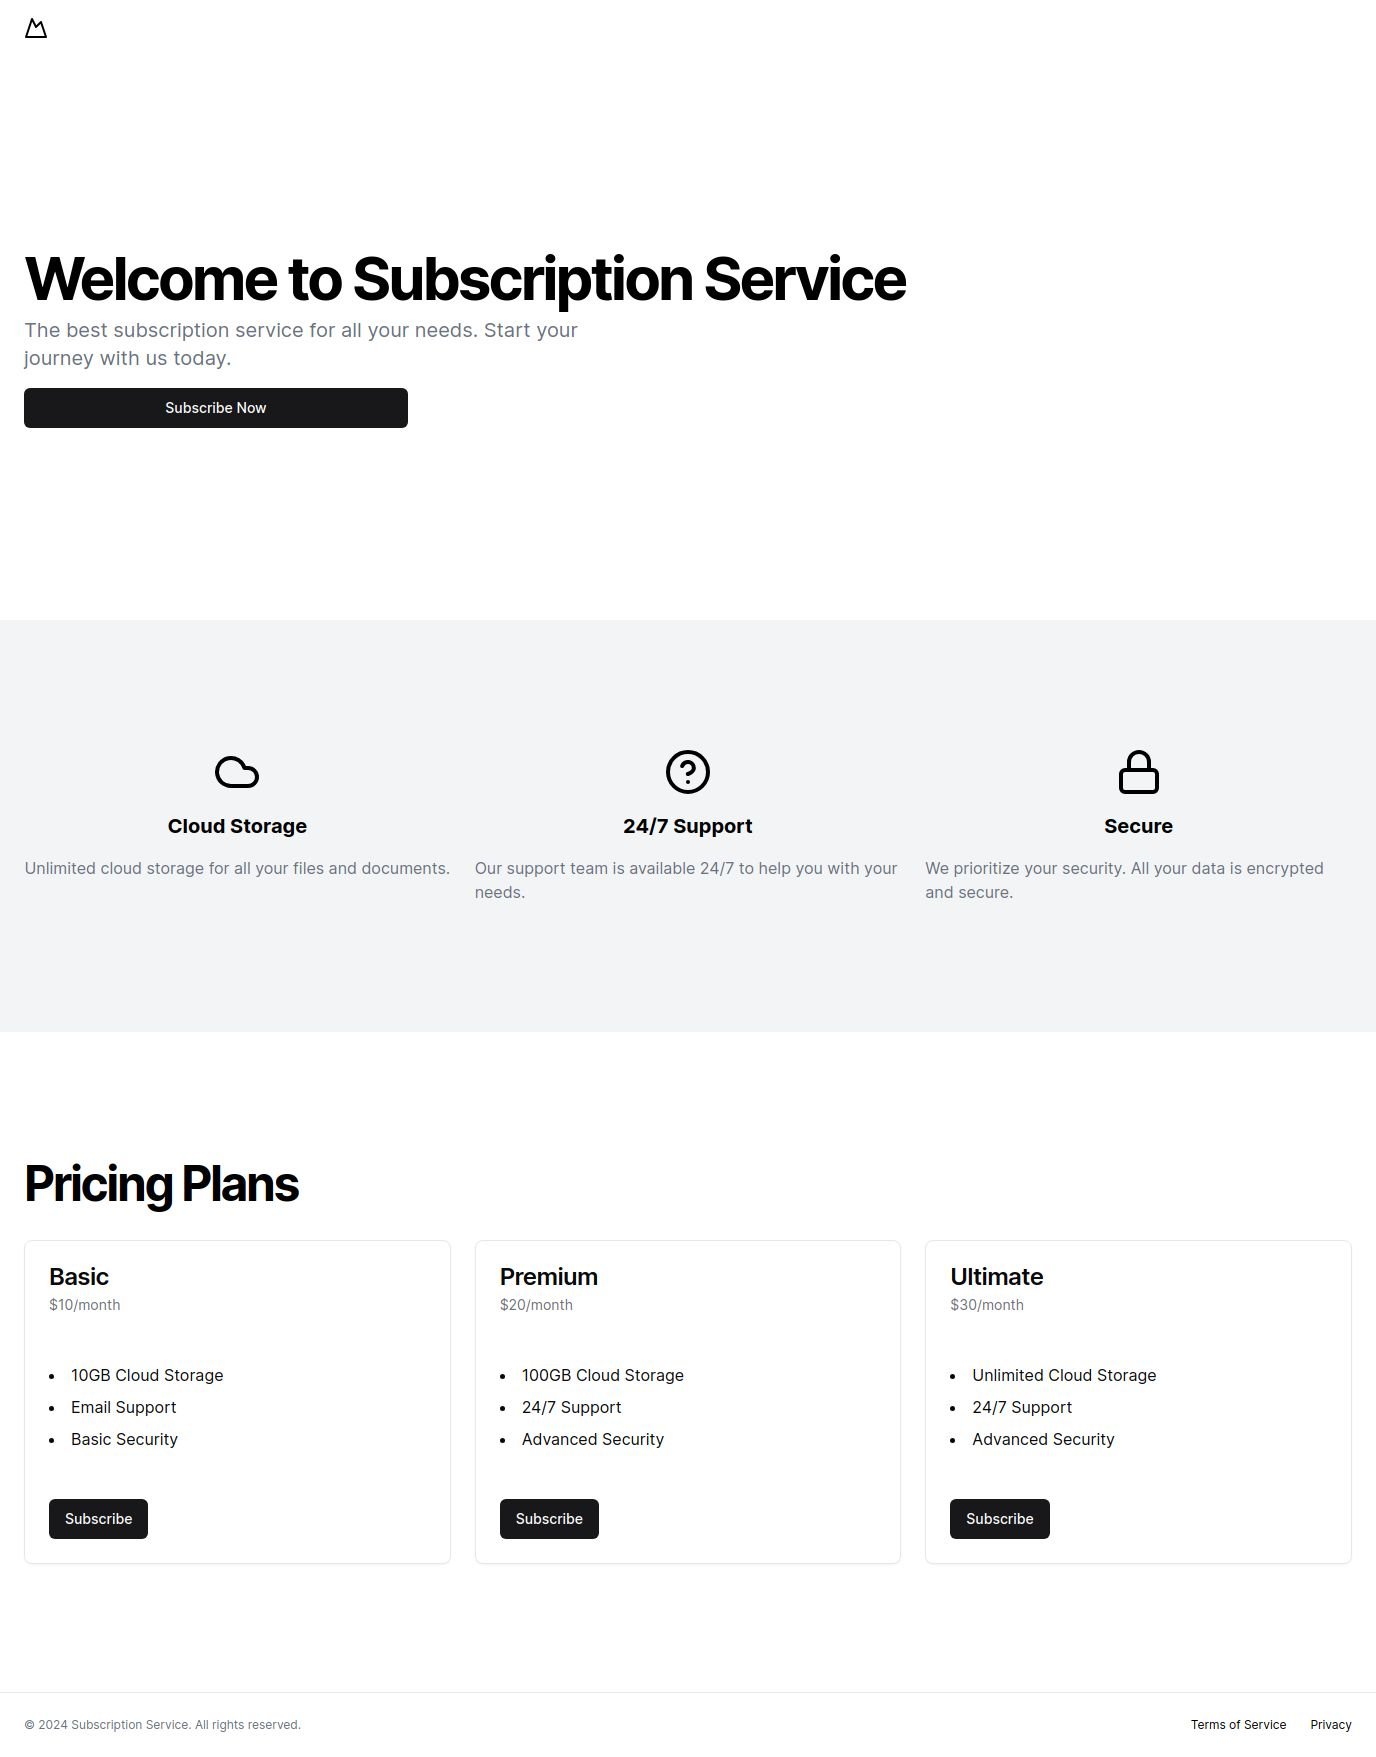 Welcome to Subscription Service
The best subscription service for all your needs. Start your
journey with us today.
Subscribe Now
Cloud Storage
Unlimited cloud storage for all your files and documents.
24/7 Support
Our support team is available 24/7 to help you with your
needs.
Secure
We prioritize your security. All your data is encrypted
and secure.
Pricing Plans
Basic
$10/month
10GB Cloud Storage
Email Support
Basic Security
Subscribe
Premium
$20/month
100GB Cloud Storage
24/7 Support
Advanced Security
Subscribe
Ultimate
$30/month
Unlimited Cloud Storage
24/7 Support
Advanced Security
Subscribe
© 2024 Subscription Service. All rights reserved.
Terms of Service
Privacy